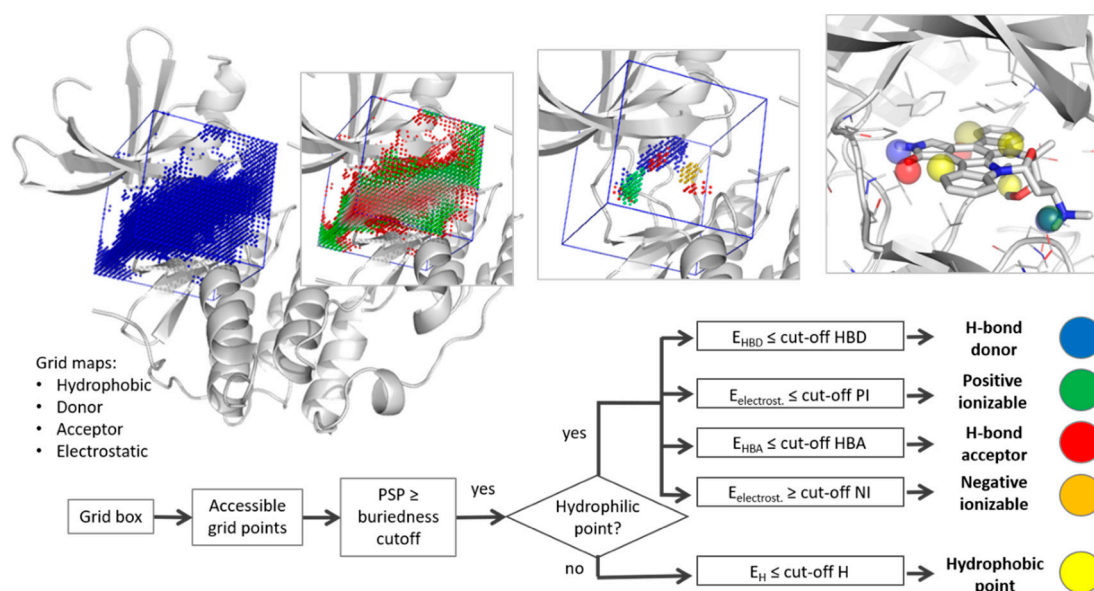 Grid maps:
• Hydrophobic
• Donor
• Acceptor
• Electrostatic
Grid box
Accessible
grid points
PSP ≥
buriedness
cutoff
yes
Hydrophilic
point?
yes
no
E_HBD ≤ cut-off HBD
H-bond
donor
E_electrost. ≤ cut-off PI
Positive
ionizable
E_HBA ≤ cut-off HBA
H-bond
acceptor
E_electrost. ≥ cut-off NI
Negative
ionizable
E_H ≤ cut-off H
Hydrophobic
point